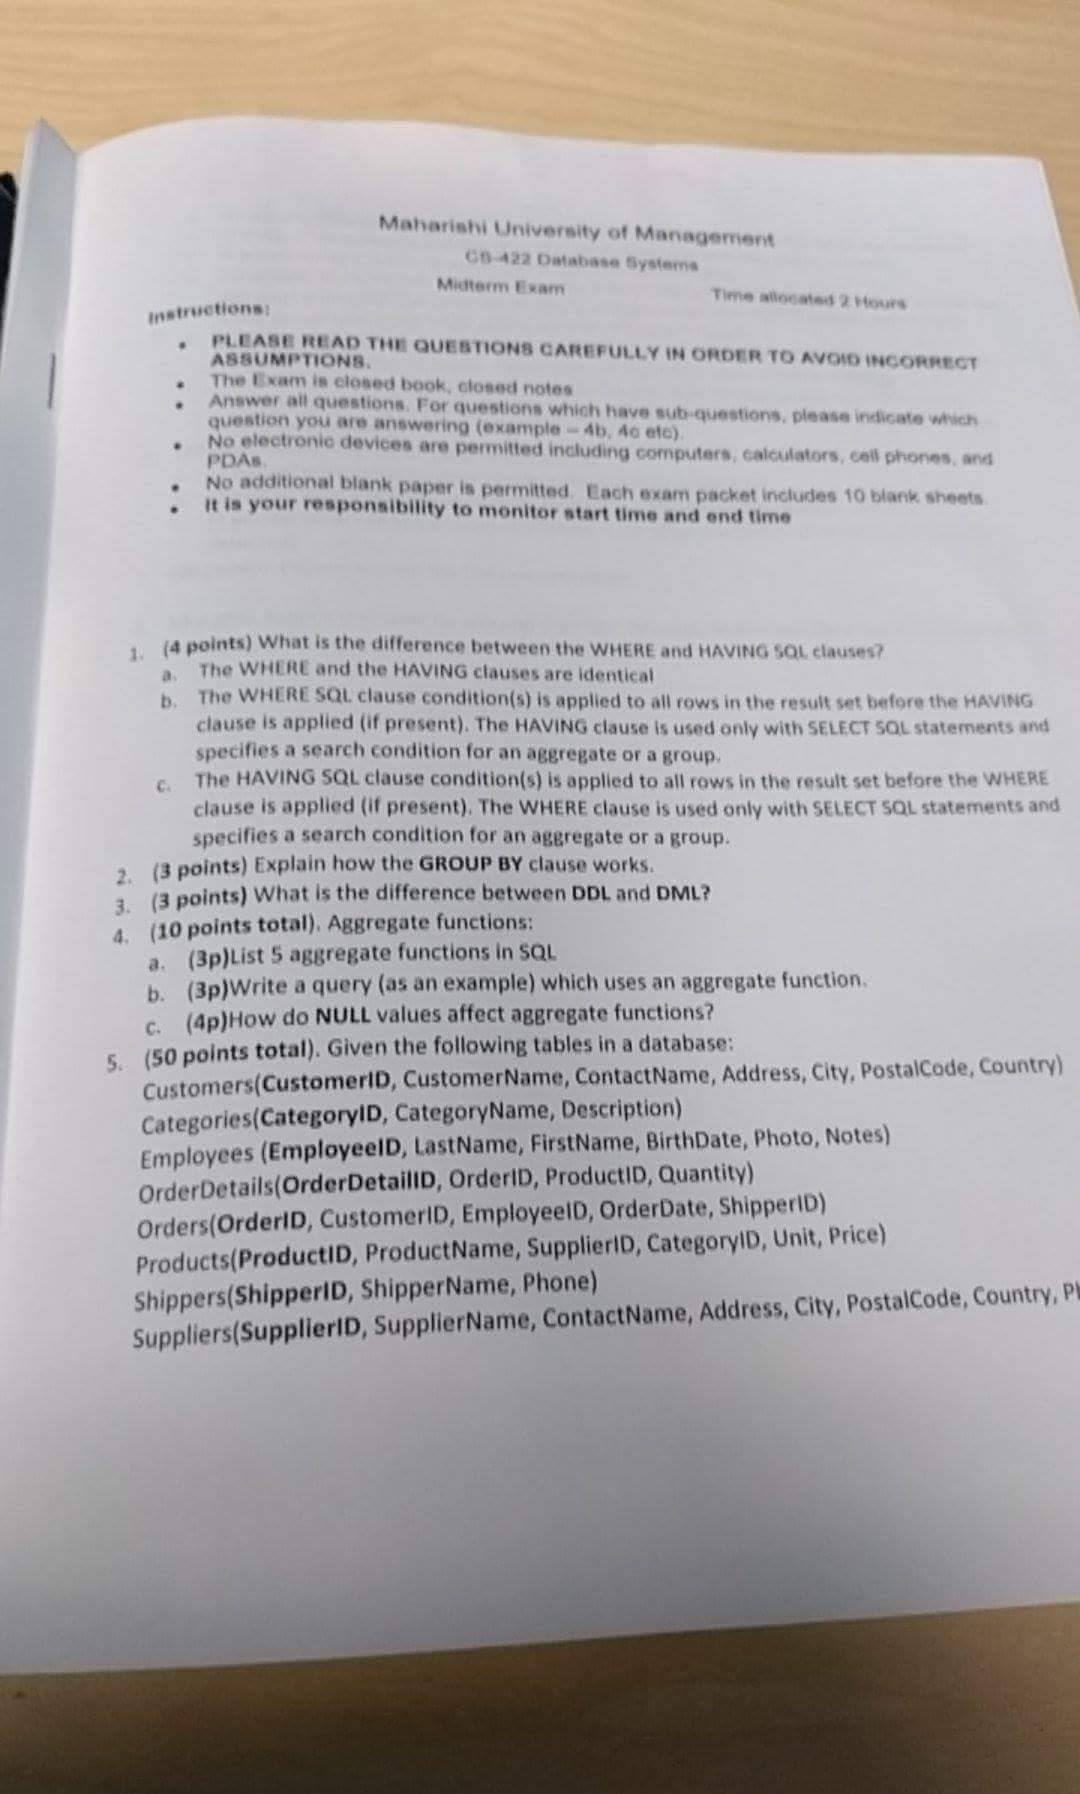 Maharishi University of Management
CS-422 Database Systems
Midterm Exam Time allocated 2 Hours
Instructions:
• PLEASE READ THE QUESTIONS CAREFULLY IN ORDER TO AVOID INCORRECT
ASSUMPTIONS.
• The Exam is closed book, closed notes
• Answer all questions. For questions which have sub-questions, please indicate which
question you are answering (example – 4b, 4c etc).
• No electronic devices are permitted including computers, calculators, cell phones, and
PDAs.
• No additional blank paper is permitted. Each exam packet includes 10 blank sheets.
• It is your responsibility to monitor start time and end time
1. (4 points) What is the difference between the WHERE and HAVING SQL clauses?
a. The WHERE and the HAVING clauses are identical
b. The WHERE SQL clause condition(s) is applied to all rows in the result set before the HAVING
clause is applied (if present). The HAVING clause is used only with SELECT SQL statements and
specifies a search condition for an aggregate or a group.
c. The HAVING SQL clause condition(s) is applied to all rows in the result set before the WHERE
clause is applied (if present). The WHERE clause is used only with SELECT SQL statements and
specifies a search condition for an aggregate or a group.
2. (3 points) Explain how the GROUP BY clause works.
3. (3 points) What is the difference between DDL and DML?
4. (10 points total). Aggregate functions:
a. (3p)List 5 aggregate functions in SQL
b. (3p)Write a query (as an example) which uses an aggregate function.
c. (4p)How do NULL values affect aggregate functions?
5. (50 points total). Given the following tables in a database:
Customers(CustomerID, CustomerName, ContactName, Address, City, PostalCode, Country)
Categories(CategoryID, CategoryName, Description)
Employees (EmployeeID, LastName, FirstName, BirthDate, Photo, Notes)
OrderDetails(OrderDetailID, OrderID, ProductID, Quantity)
Orders(OrderID, CustomerID, EmployeeID, OrderDate, ShipperID)
Products(ProductID, ProductName, SupplierID, CategoryID, Unit, Price)
Shippers(ShipperID, ShipperName, Phone)
Suppliers(SupplierID, SupplierName, ContactName, Address, City, PostalCode, Country,